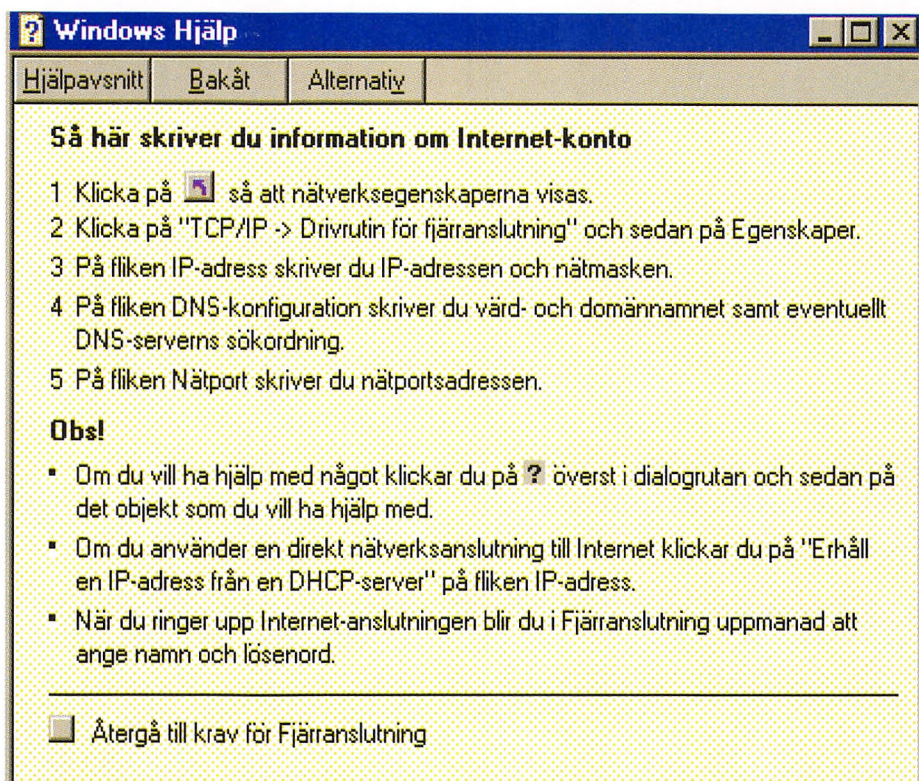 Windows Hjälp
Hjälpavsnitt Bakåt Alternativ
Så här skriver du information om Internet-konto
1 Klicka på så att nätverksegenskaperna visas.
2 Klicka på "TCP/IP -> Drivrutin för fjärranslutning" och sedan på Egenskaper.
3 På fliken IP-adress skriver du IP-adressen och nätmasken.
4 På fliken DNS-konfiguration skriver du värd- och domännamnet samt eventuellt
DNS-serverns sökordning.
5 På fliken Nätport skriver du nätportsadressen.
Obs!
▪ Om du vill ha hjälp med något klickar du på ? överst i dialogrutan och sedan på
det objekt som du vill ha hjälp med.
▪ Om du använder en direkt nätverksanslutning till Internet klickar du på "Erhåll
en IP-adress från en DHCP-server" på fliken IP-adress.
▪ När du ringer upp Internet-anslutningen blir du i Fjärranslutning uppmanad att
ange namn och lösenord.
Återgå till krav för Fjärranslutning